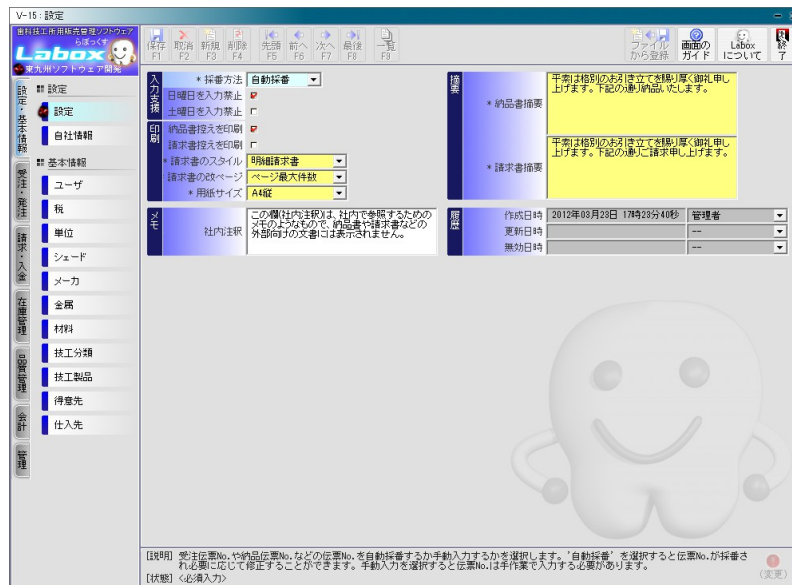 V-15 : 設定
歯科技工所用販売管理ソフトウェア
らぼっくす
Labox
東九州ソフトウェア開発
保存 F1
取消 F2
新規 F3
削除 F4
先頭 F5
前へ F6
次へ F7
最後 F8
一覧 F9
ファイルから登録
画面のガイド
Laboxについて
終了
設定・基本情報
受注・発注
請求・入金
在庫管理
品質管理
会計
管理
設定
設定
自社情報
基本情報
ユーザ
税
単位
シェード
メーカ
金属
材料
技工分類
技工製品
得意先
仕入先
入力支援
* 採番方法 自動採番
日曜日を入力禁止
土曜日を入力禁止
印刷
納品書控えを印刷
請求書控えを印刷
* 請求書のスタイル 明細請求書
請求書の改ページ ページ最大件数
* 用紙サイズ A4縦
メモ
社内注釈
この欄(社内注釈)は、社内で参照するための
メモのようなもので、納品書や請求書などの
外部向けの文書には表示されません。
摘要
* 納品書摘要
平素は格別のお引き立てを賜り厚く御礼申し
上げます。下記の通り納品いたします。
* 請求書摘要
平素は格別のお引き立てを賜り厚く御礼申し
上げます。下記の通りご請求申し上げます。
履歴
作成日時 2012年03月23日 17時23分40秒 管理者
更新日時 --
無効日時 --
[説明] 受注伝票No.や納品伝票No.などの伝票No.を自動採番するか手動入力するかを選択します。'自動採番' を選択すると伝票No.が採番さ
れ必要に応じて修正することができます。手動入力を選択すると伝票No.は手作業で入力する必要があります。
[状態] <必須入力>
(変更)